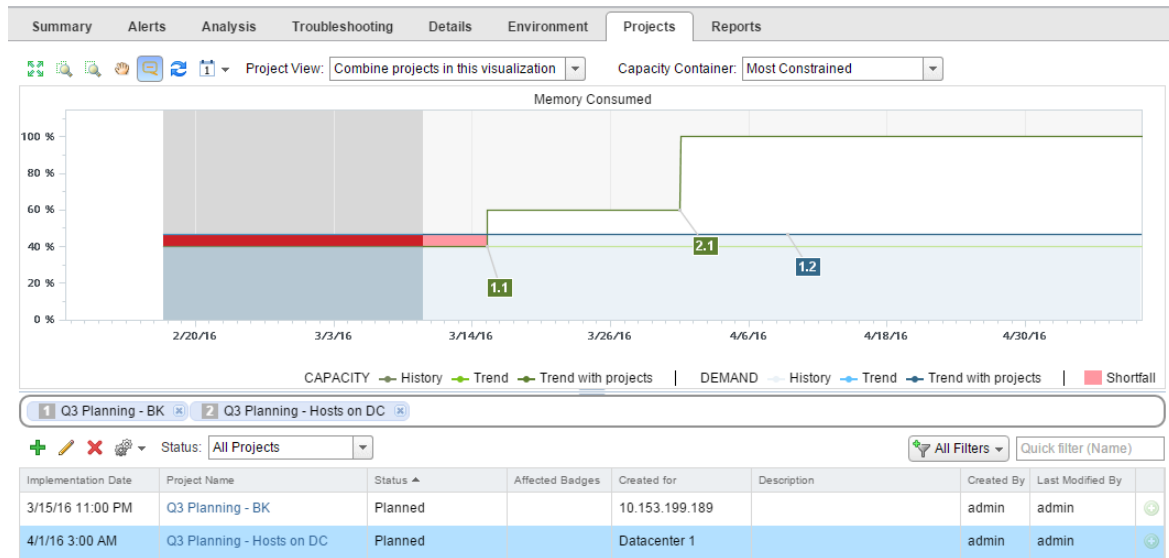 Summary Alerts Analysis Troubleshooting Details Environment Projects Reports
1 Project View: Combine projects in this visualization Capacity Container: Most Constrained
Memory Consumed
100 %
80 %
60 %
40 %
20 %
0 %
2.1
1.2
1.1
2/20/16 3/3/16 3/14/16 3/26/16 4/6/16 4/18/16 4/30/16
CAPACITY History Trend Trend with projects | DEMAND History Trend Trend with projects | Shortfall
1 Q3 Planning - BK 2 Q3 Planning - Hosts on DC
Status: All Projects All Filters Quick filter (Name)
Implementation Date Project Name Status Affected Badges Created for Description Created By Last Modified By
3/15/16 11:00 PM Q3 Planning - BK Planned 10.153.199.189 admin admin
4/1/16 3:00 AM Q3 Planning - Hosts on DC Planned Datacenter 1 admin admin